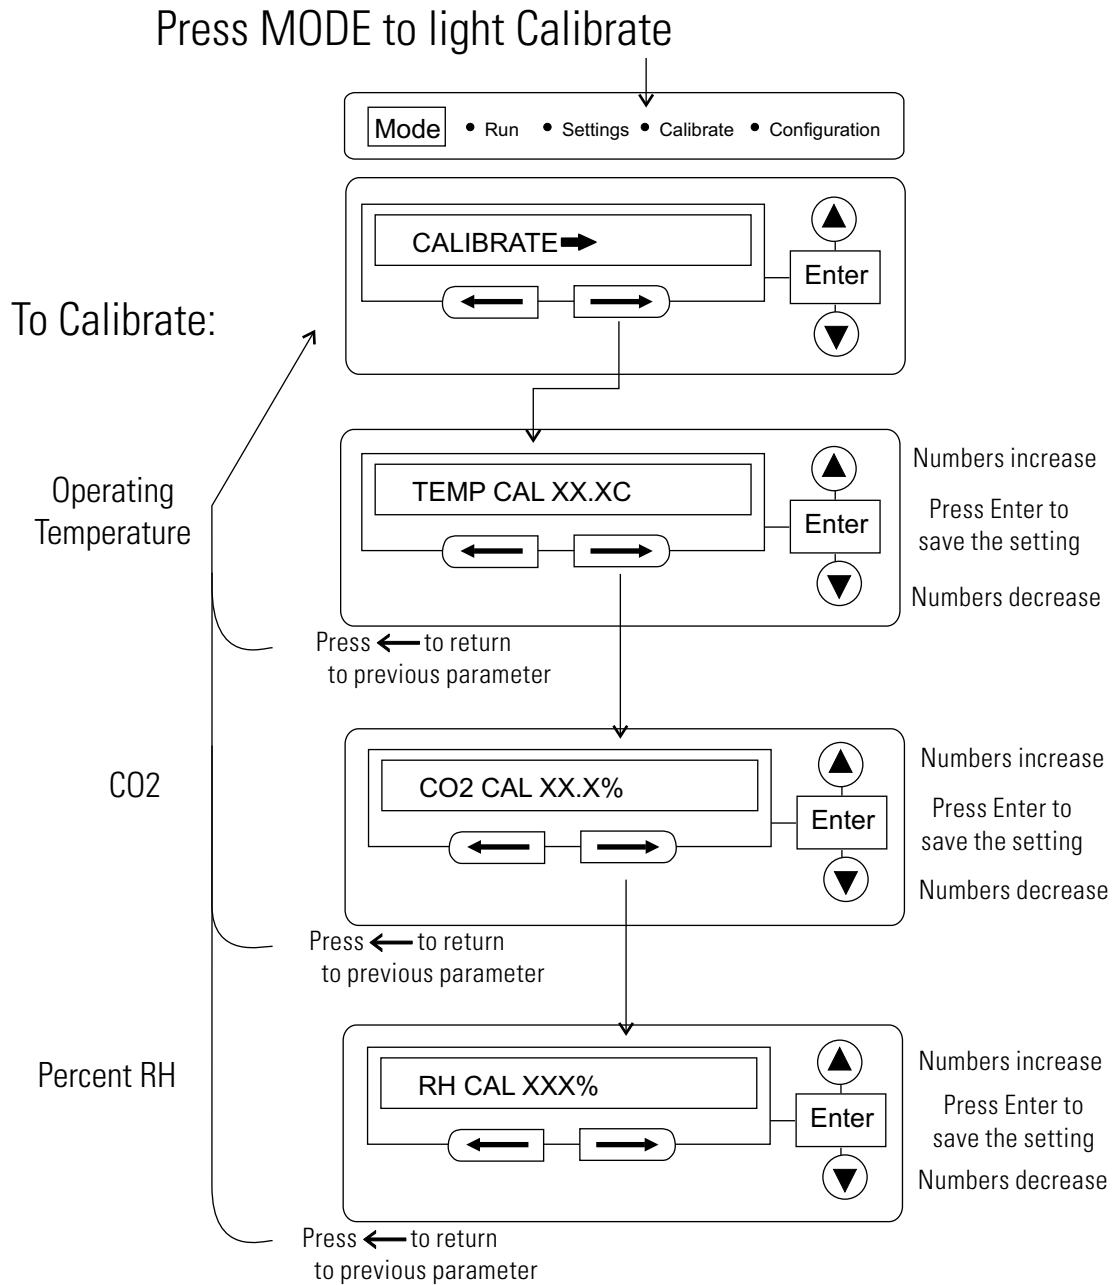 Press MODE to light Calibrate
Mode • Run • Settings • Calibrate • Configuration
CALIBRATE➡
Enter
To Calibrate:
Operating
Temperature
TEMP CAL XX.XC
Enter
Numbers increase
Press Enter to
save the setting
Numbers decrease
Press ← to return
to previous parameter
CO2
CO2 CAL XX.X%
Enter
Numbers increase
Press Enter to
save the setting
Numbers decrease
Press ← to return
to previous parameter
Percent RH
RH CAL XXX%
Enter
Numbers increase
Press Enter to
save the setting
Numbers decrease
Press ← to return
to previous parameter